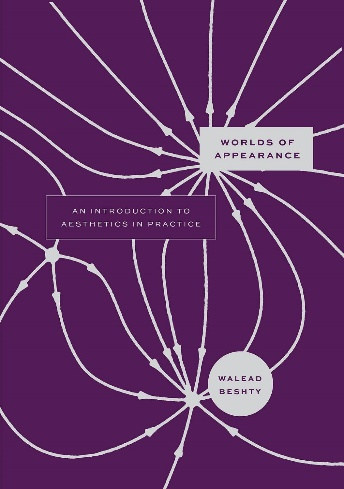 WORLDS OF
APPEARANCE
AN INTRODUCTION TO
AESTHETICS IN PRACTICE
WALEAD
BESHTY